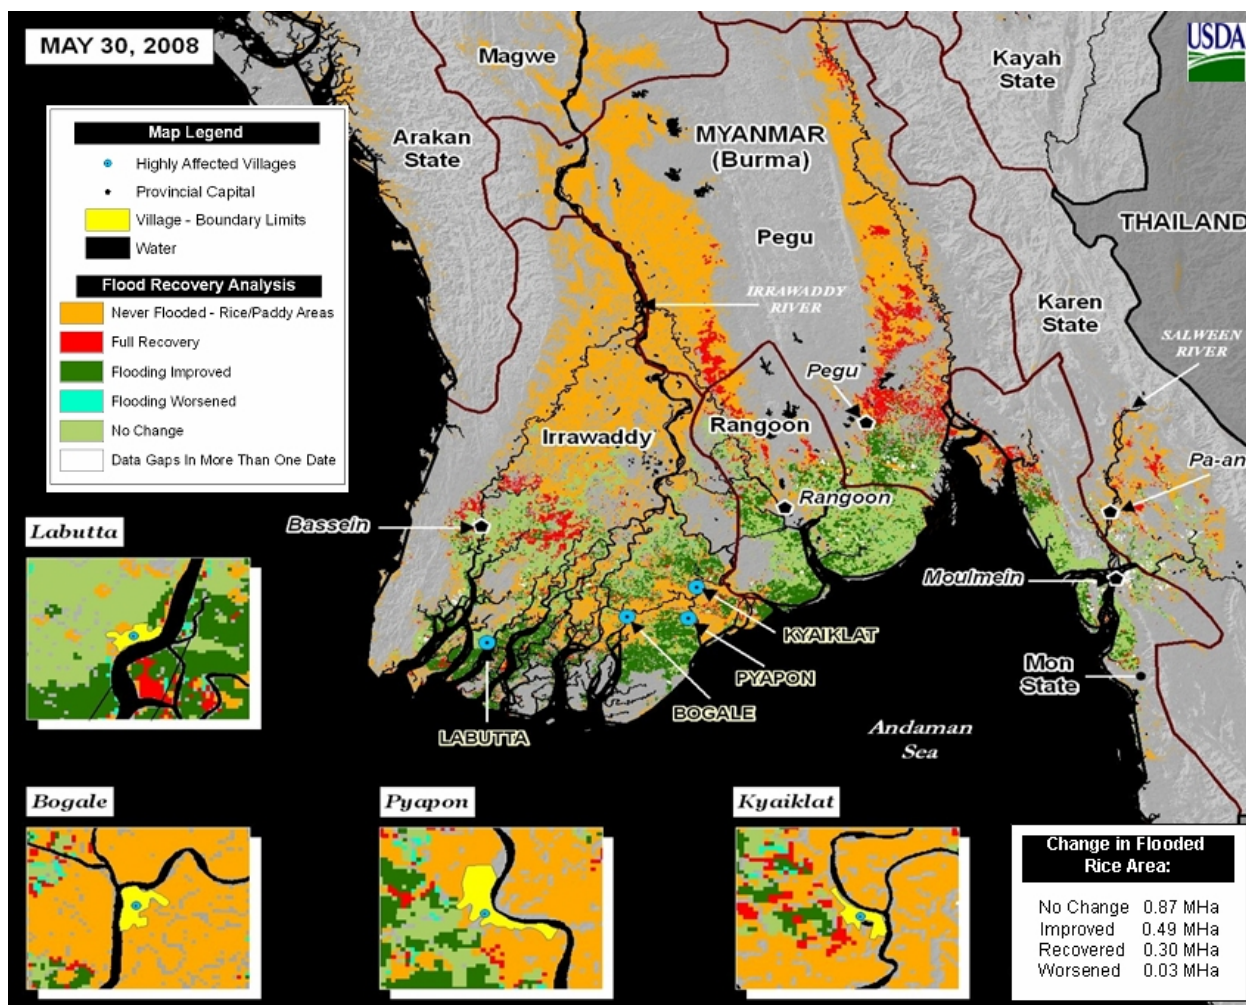 MAY 30, 2008
USDA
Map Legend
Highly Affected Villages
Provincial Capital
Village - Boundary Limits
Water
Flood Recovery Analysis
Never Flooded - Rice/Paddy Areas
Full Recovery
Flooding Improved
Flooding Worsened
No Change
Data Gaps In More Than One Date
Magwe
Arakan
State
MYANMAR
(Burma)
Kayah
State
THAILAND
Pegu
IRRAWADDY
RIVER
Karen
State
SALWEEN
RIVER
Pegu
Irrawaddy
Rangoon
Pa-an
Rangoon
Bassein
Moulmein
KYAIKLAT
PYAPON
BOGALE
LABUTTA
Mon
State
Andaman
Sea
Labutta
Bogale
Pyapon
Kyaiklat
Change in Flooded
Rice Area:
No Change 0.87 MHa
Improved 0.49 MHa
Recovered 0.30 MHa
Worsened 0.03 MHa